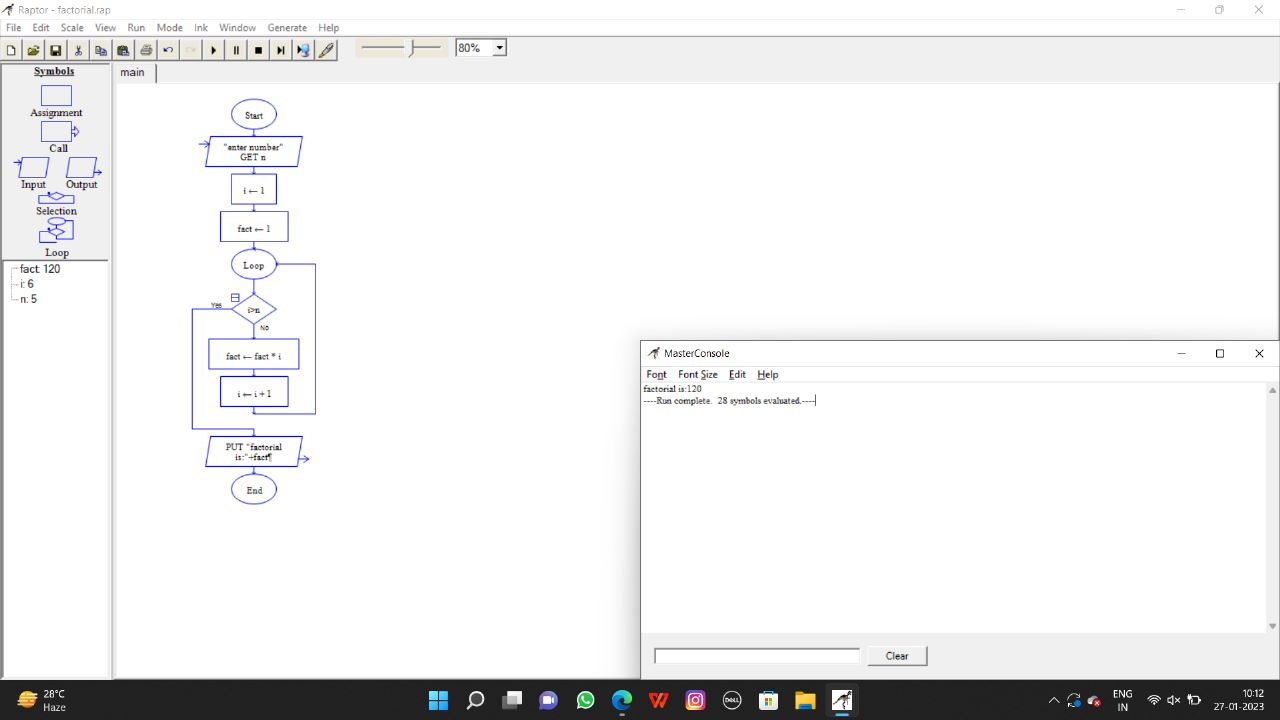 Raptor - factorial.rap
File Edit Scale View Run Mode Ink Window Generate Help
80%
Symbols
Assignment
Call
Input Output
Selection
Loop
fact: 120
i: 6
n: 5
main
Start
"enter number"
GET n
i ← 1
fact ← 1
Loop
i>n
Yes
No
fact ← fact * i
i ← i + 1
PUT "factorial
is:"+fact¶
End
MasterConsole
Font Font Size Edit Help
factorial is:120
----Run complete. 28 symbols evaluated.----
Clear
28°C
Haze
DELL
ENG
IN
10:12
27-01-2023